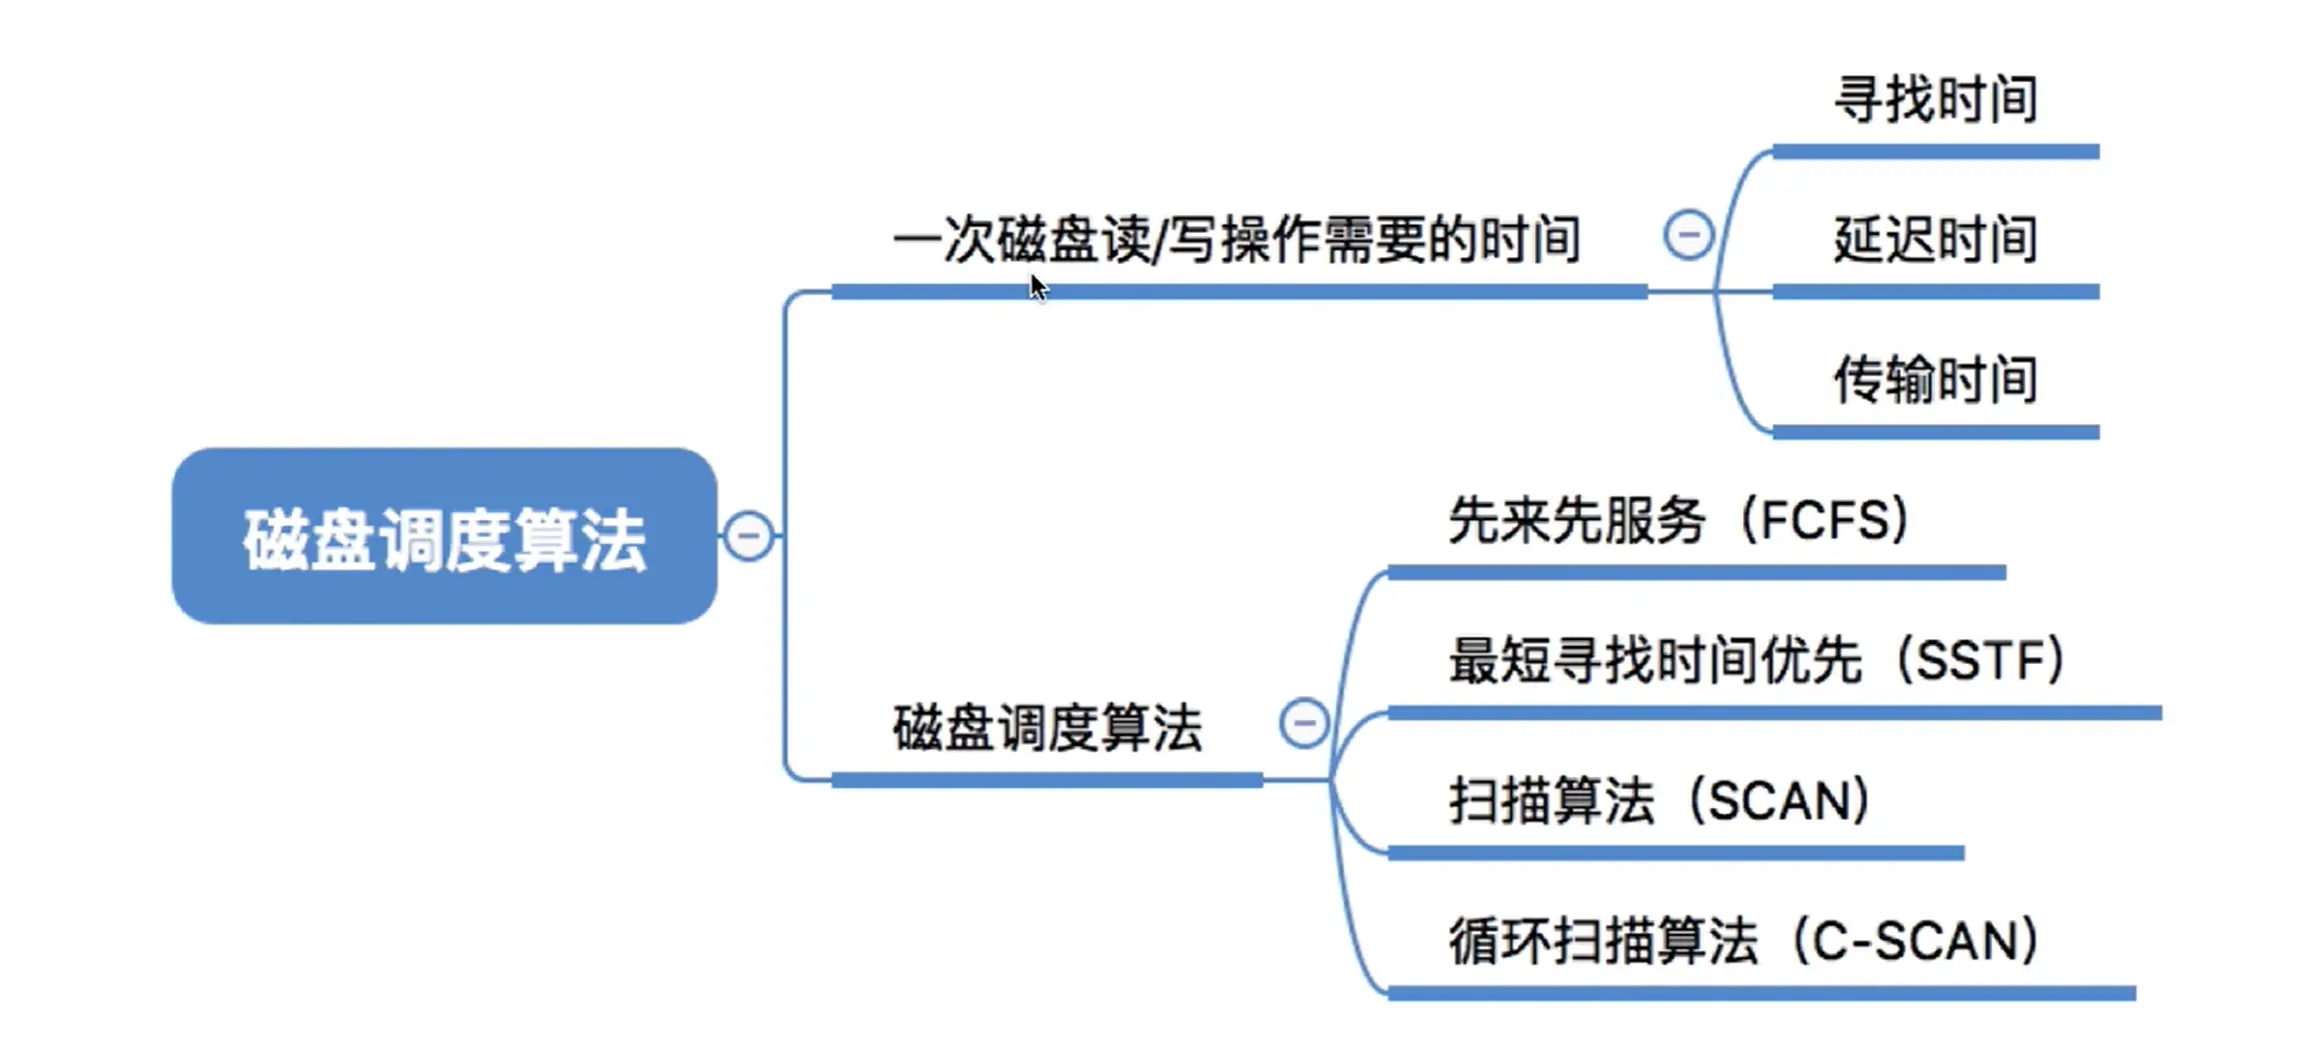 磁盘调度算法
一次磁盘读/写操作需要的时间
寻找时间
延迟时间
传输时间
磁盘调度算法
先来先服务（FCFS）
最短寻找时间优先（SSTF）
扫描算法（SCAN）
循环扫描算法（C-SCAN）